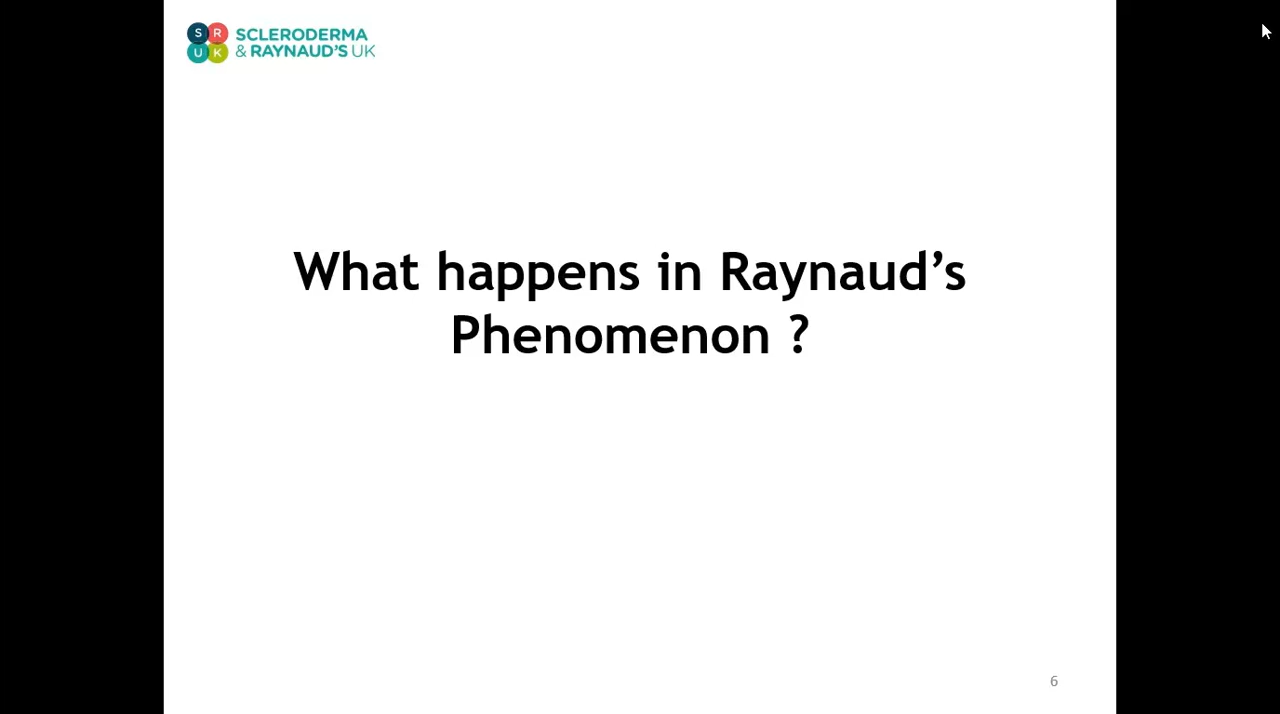 S R
U K
SCLERODERMA
& RAYNAUD'S UK
What happens in Raynaud’s
Phenomenon ?
6